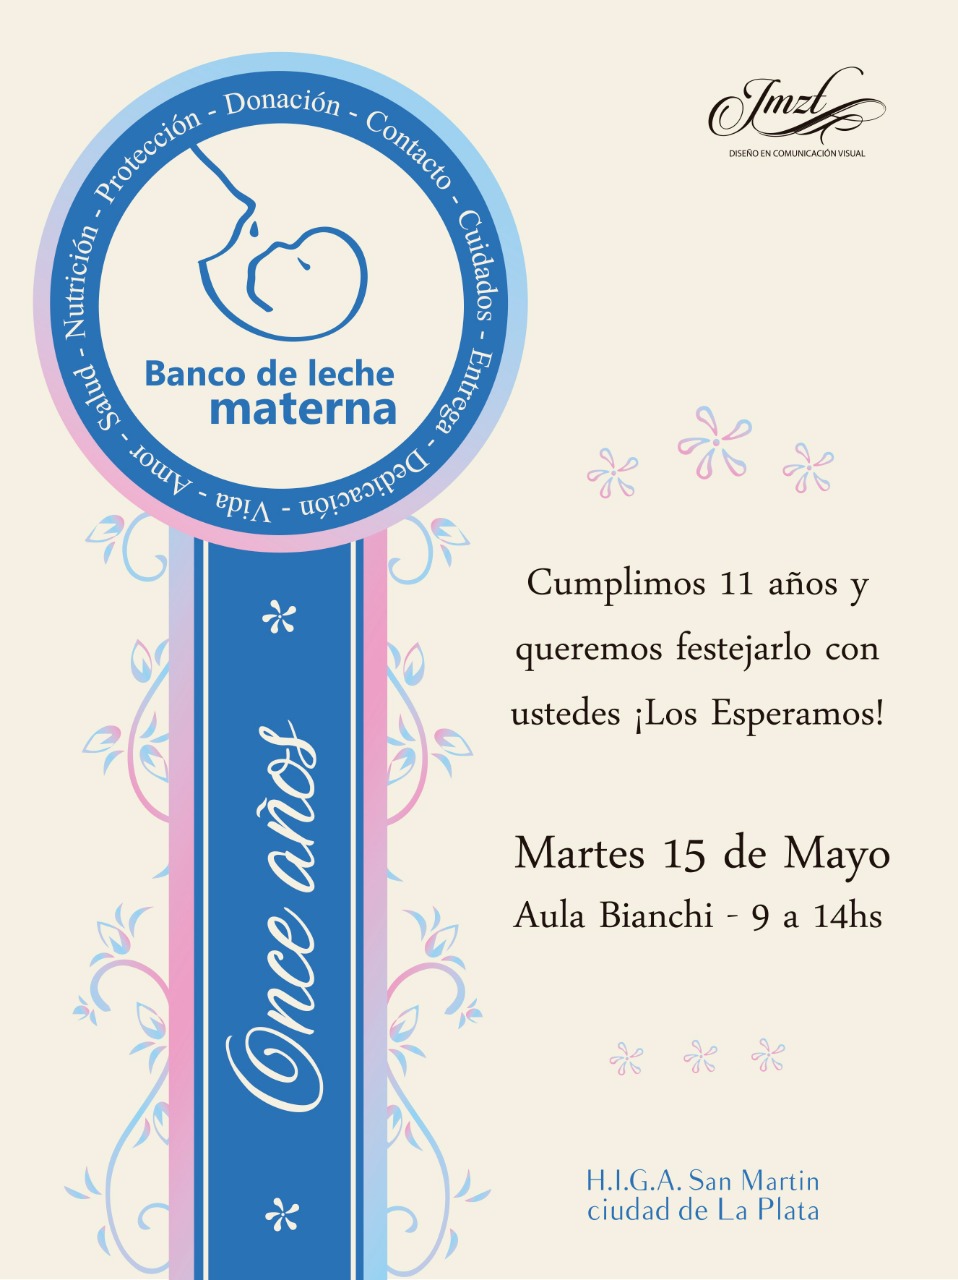 Donación - Contacto - Cuidados - Entrega - Dedicación - Vida - Amor - Salud - Nutrición - Protección -
Banco de leche
materna
Once años
Jmzt
DISEÑO EN COMUNICACIÓN VISUAL
Cumplimos 11 años y
queremos festejarlo con
ustedes ¡Los Esperamos!
Martes 15 de Mayo
Aula Bianchi - 9 a 14hs
H.I.G.A. San Martin
ciudad de La Plata